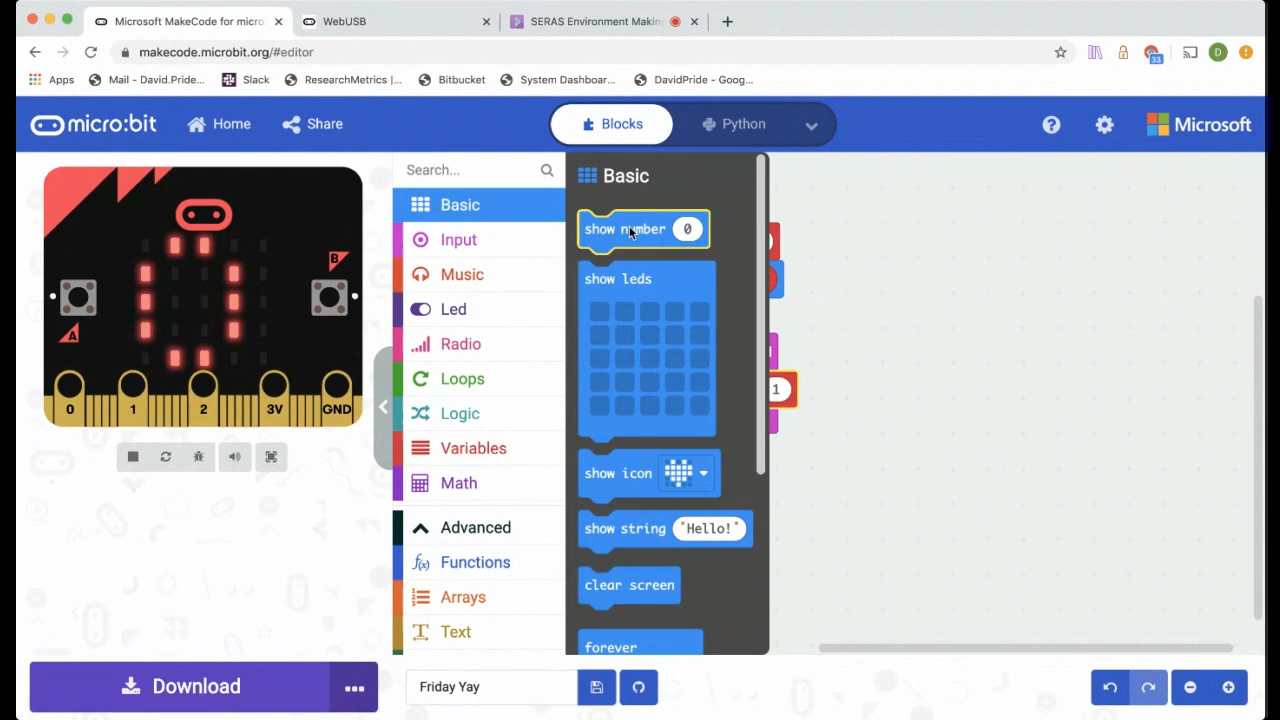 Microsoft MakeCode for micro:
WebUSB
SERAS Environment Making
makecode.microbit.org/#editor
33
D
Apps
Mail - David.Pride...
Slack
ResearchMetrics |...
Bitbucket
System Dashboar...
DavidPride - Goog...
micro:bit
Home
Share
Blocks
Python
Microsoft
A
B
0
1
2
3V
GND
Search...
Basic
Input
Music
Led
Radio
Loops
Logic
Variables
Math
Advanced
Functions
Arrays
Text
Basic
show number 0
show leds
show icon
show string "Hello!"
clear screen
forever
1
Download
Friday Yay